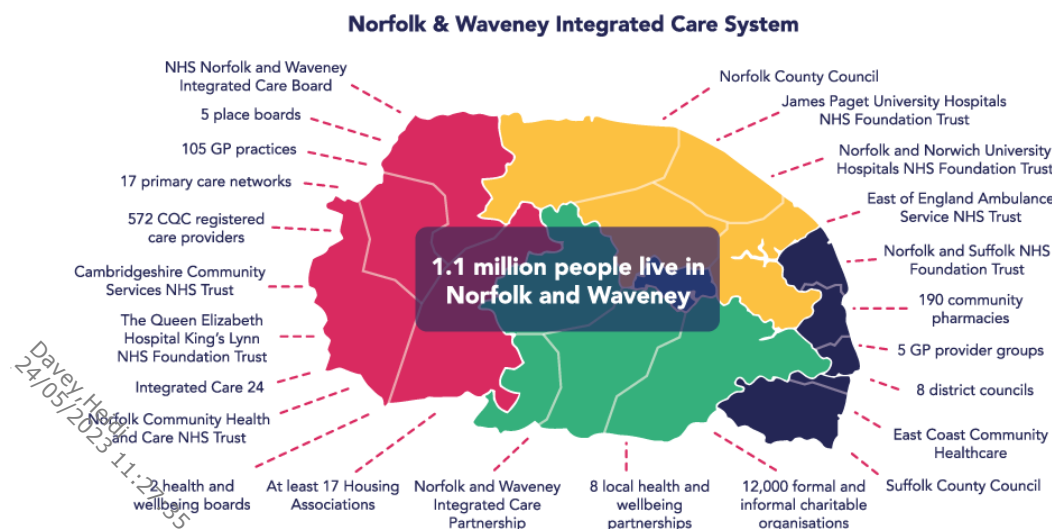 Norfolk & Waveney Integrated Care System
NHS Norfolk and Waveney
Integrated Care Board
5 place boards
105 GP practices
17 primary care networks
572 CQC registered
care providers
Cambridgeshire Community
Services NHS Trust
The Queen Elizabeth
Hospital King's Lynn
NHS Foundation Trust
Integrated Care 24
Norfolk Community Health
and Care NHS Trust
2 health and
wellbeing boards
At least 17 Housing
Associations
Norfolk and Waveney
Integrated Care
Partnership
8 local health and
wellbeing
partnerships
12,000 formal and
informal charitable
organisations
Norfolk County Council
James Paget University Hospitals
NHS Foundation Trust
Norfolk and Norwich University
Hospitals NHS Foundation Trust
East of England Ambulance
Service NHS Trust
Norfolk and Suffolk NHS
Foundation Trust
190 community
pharmacies
5 GP provider groups
8 district councils
East Coast Community
Healthcare
Suffolk County Council
1.1 million people live in
Norfolk and Waveney
Davey, Heidi
24/05/2023 11:27:35